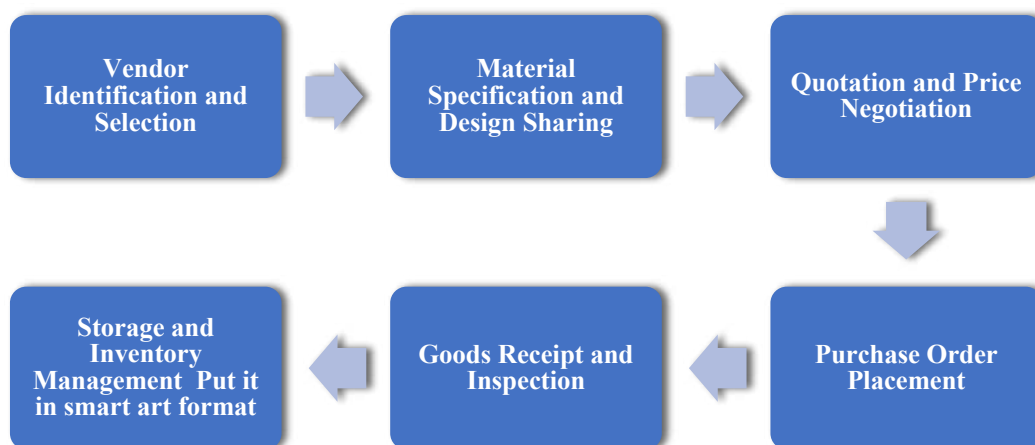 Vendor
Identification and
Selection
Material
Specification and
Design Sharing
Quotation and Price
Negotiation
Purchase Order
Placement
Goods Receipt and
Inspection
Storage and
Inventory
Management  Put it
in smart art format